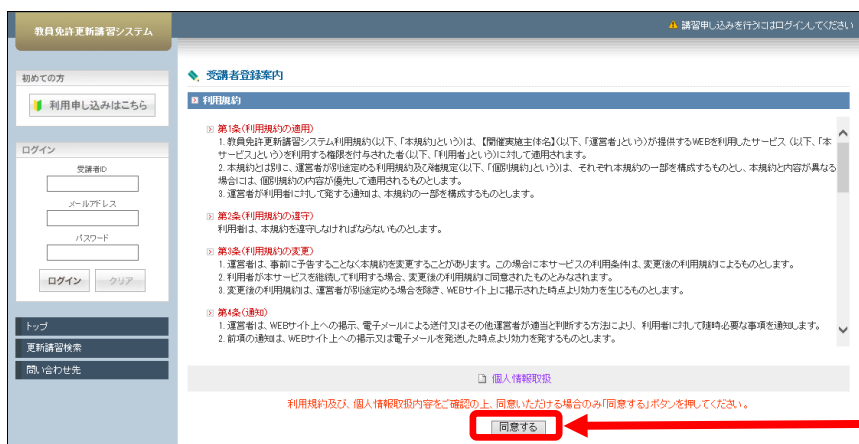 教員免許更新講習システム
⚠ 講習申し込みを行うにはログインしてください
初めての方
利用申し込みはこちら
ログイン
受講者ID
メールアドレス
パスワード
ログイン クリア
トップ
更新講習検索
問い合わせ先
受講者登録案内
利用規約
第1条(利用規約の適用)
1. 教員免許更新講習システム利用規約(以下、「本規約」という)は、【開催実施主体名】(以下、「運営者」という)が提供するWEBを利用したサービス (以下、「本
サービス」という)を利用する権限を付与された者(以下、「利用者」という)に対して適用されます。
2. 本規約とは別に、運営者が別途定める利用規約及び諸規定(以下、「個別規約」という)は、それぞれ本規約の一部を構成するものとし、本規約と内容が異なる
場合には、個別規約の内容が優先して適用されるものとします。
3. 運営者が利用者に対して発する通知は、本規約の一部を構成するものとします。
第2条(利用規約の遵守)
利用者は、本規約を遵守しなければならないものとします。
第3条(利用規約の変更)
1. 運営者は、事前に予告することなく本規約を変更することがあります。この場合に本サービスの利用条件は、変更後の利用規約によるものとします。
2. 利用者が本サービスを継続して利用する場合、変更後の利用規約に同意されたものとみなされます。
3. 変更後の利用規約は、運営者が別途定める場合を除き、WEBサイト上に掲示された時点より効力を生じるものとします。
第4条(通知)
1. 運営者は、WEBサイト上への掲示、電子メールによる送付又はその他運営者が適当と判断する方法により、利用者に対して随時必要な事項を通知します。
2. 前項の通知は、WEBサイト上への掲示又は電子メールを発送した時点より効力を発するものとします。
個人情報取扱
利用規約及び、個人情報取扱内容をご確認の上、同意いただける場合のみ「同意する」ボタンを押してください。
同意する